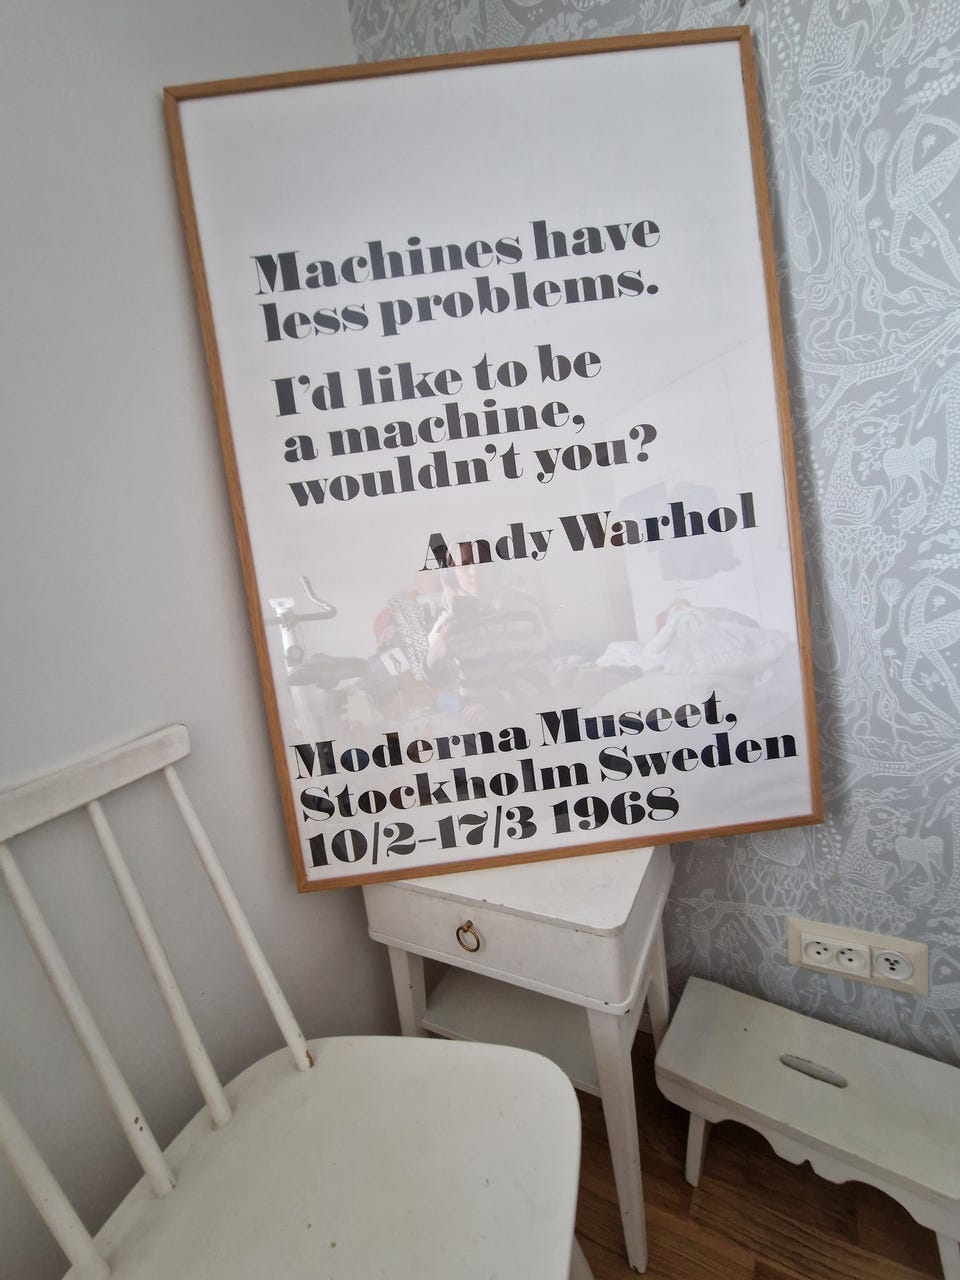 Machines have
less problems.
I'd like to be
a machine,
wouldn't you?
Andy Warhol
Moderna Museet,
Stockholm Sweden
10/2-17/3 1968